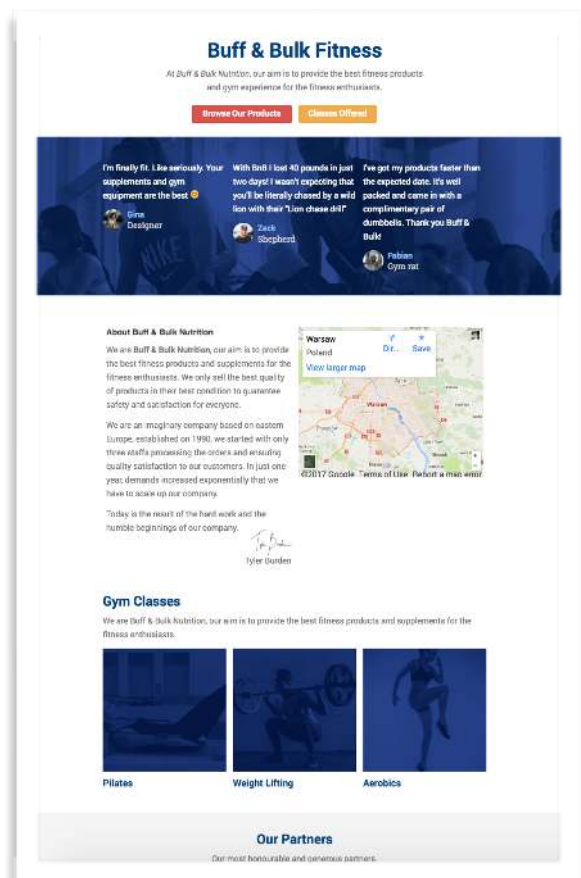 Buff & Bulk Fitness
At Buff & Bulk Nutrition, our aim is to provide the best fitness products
and gym experience for the fitness enthusiasts.
Browse Our Products
Classes Offered
I'm finally fit. Like seriously. Your
supplements and gym
equipment are the best 😊
Gina
Designer
With BnB I lost 40 pounds in just
two days! I wasn't expecting that
you'll be literally chased by a wild
lion with their "Lion chase drill"
Zack
Shepherd
I've got my products faster than
the expected date. It's well
packed and came in with a
complimentary pair of
dumbbells. Thank you Buff &
Bulk!
Fabian
Gym rat
About Buff & Bulk Nutrition
We are Buff & Bulk Nutrition, our aim is to provide
the best fitness products and supplements for the
fitness enthusiasts. We only sell the best quality
of products in their best condition to guarantee
safety and satisfaction for everyone.
We are an imaginary company based on eastern
Europe, established on 1990, we started with only
three staffs processing the orders and ensuring
quality satisfaction to our customers. In just one
year, demands increased exponentially that we
have to scale up our company.
Today is the result of the hard work and the
humble beginnings of our company.
Tyler Burden
Warsaw
Poland
Dir...
Save
View larger map
Warsaw
©2017 Google Terms of Use Report a map error
Gym Classes
We are Buff & Bulk Nutrition, our aim is to provide the best fitness products and supplements for the
fitness enthusiasts.
NIKE
Pilates
Weight Lifting
Aerobics
Our Partners
Our most honourable and generous partners.